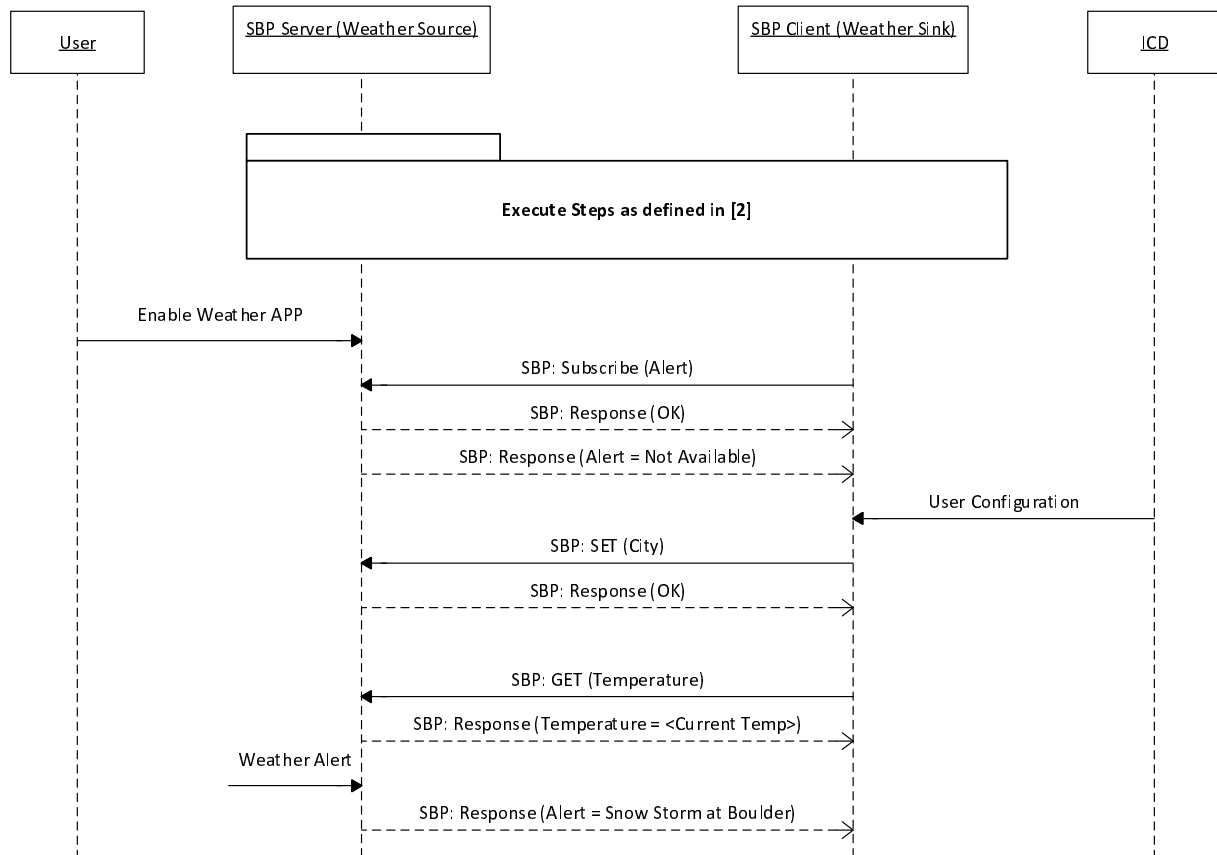 User
SBP Server (Weather Source)
SBP Client (Weather Sink)
ICD
Execute Steps as defined in [2]
Enable Weather APP
SBP: Subscribe (Alert)
SBP: Response (OK)
SBP: Response (Alert = Not Available)
User Configuration
SBP: SET (City)
SBP: Response (OK)
SBP: GET (Temperature)
SBP: Response (Temperature = <Current Temp>)
Weather Alert
SBP: Response (Alert = Snow Storm at Boulder)